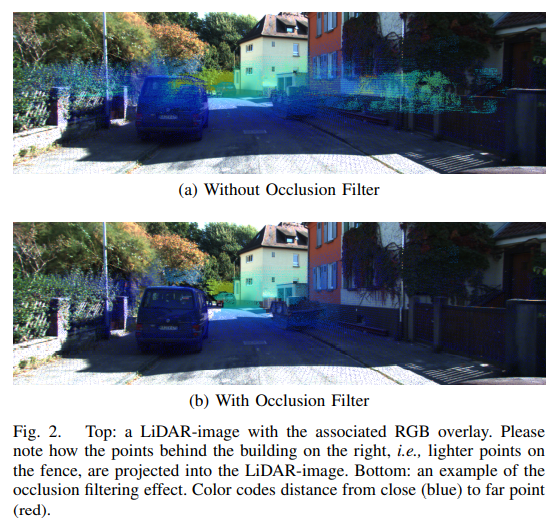 (a) Without Occlusion Filter
(b) With Occlusion Filter
Fig. 2. Top: a LiDAR-image with the associated RGB overlay. Please
note how the points behind the building on the right, i.e., lighter points on
the fence, are projected into the LiDAR-image. Bottom: an example of the
occlusion filtering effect. Color codes distance from close (blue) to far point
(red).